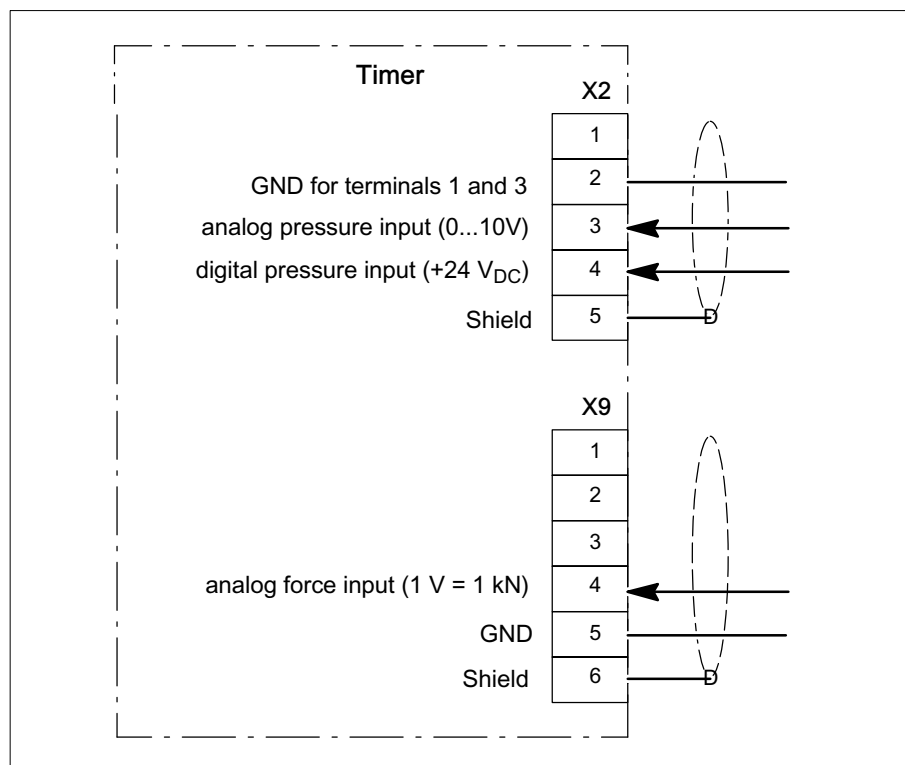 Timer
X2
1
GND for terminals 1 and 3 2
analog pressure input (0...10V) 3
digital pressure input (+24 VDC) 4
Shield 5 D
X9
1
2
3
analog force input (1 V = 1 kN) 4
GND 5
Shield 6 D